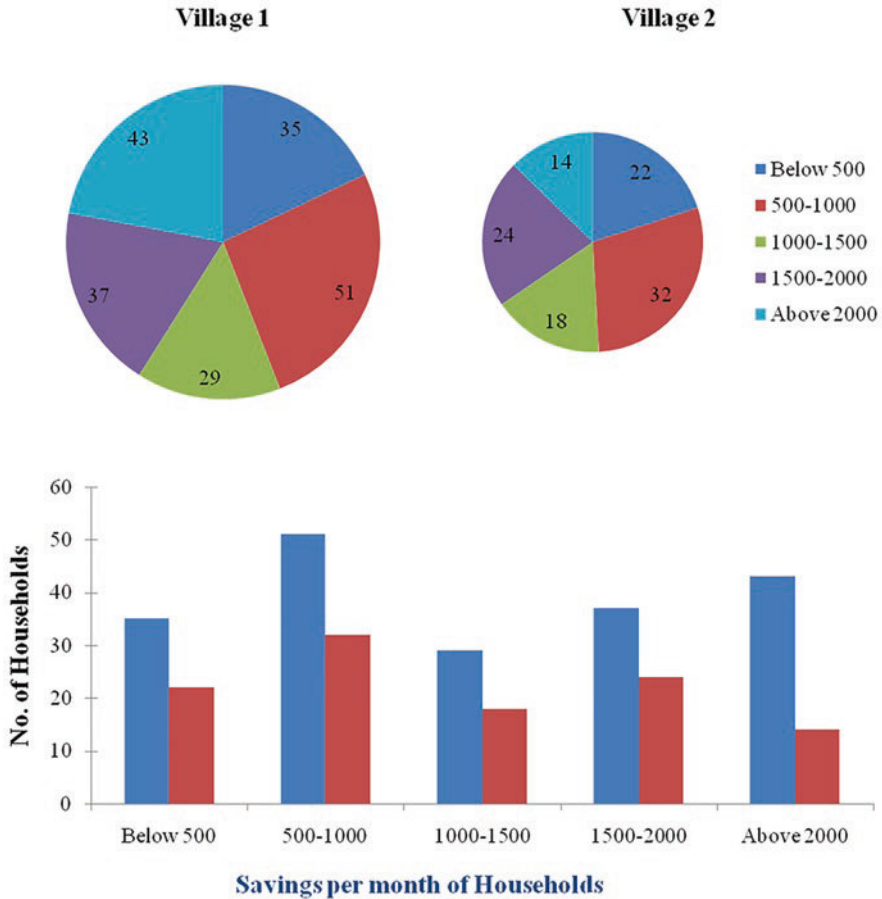 Village 1
Village 2
43
35
37
51
29
14
22
24
32
18
Below 500
500-1000
1000-1500
1500-2000
Above 2000
60
50
40
30
20
10
0
No. of Households
Below 500 500-1000 1000-1500 1500-2000 Above 2000
Savings per month of Households